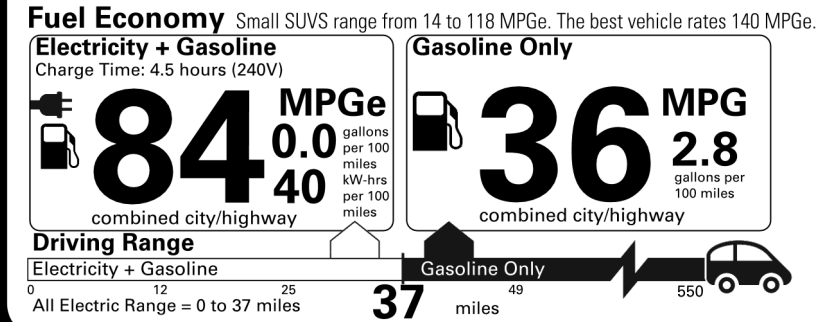 Fuel Economy Small SUVS range from 14 to 118 MPGe. The best vehicle rates 140 MPGe.
Electricity + Gasoline
Charge Time: 4.5 hours (240V)
84
MPGe
0.0 gallons per 100 miles
40 kW-hrs per 100 miles
combined city/highway
Gasoline Only
36
MPG
2.8
gallons per
100 miles
combined city/highway
Driving Range
Electricity + Gasoline
Gasoline Only
0 12 25 37 49 550
All Electric Range = 0 to 37 miles
miles